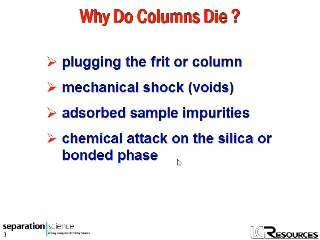 Why Do Columns Die ?
plugging the frit or column
mechanical shock (voids)
adsorbed sample impurities
chemical attack on the silica or
bonded phase
separation science
LC RESOURCES